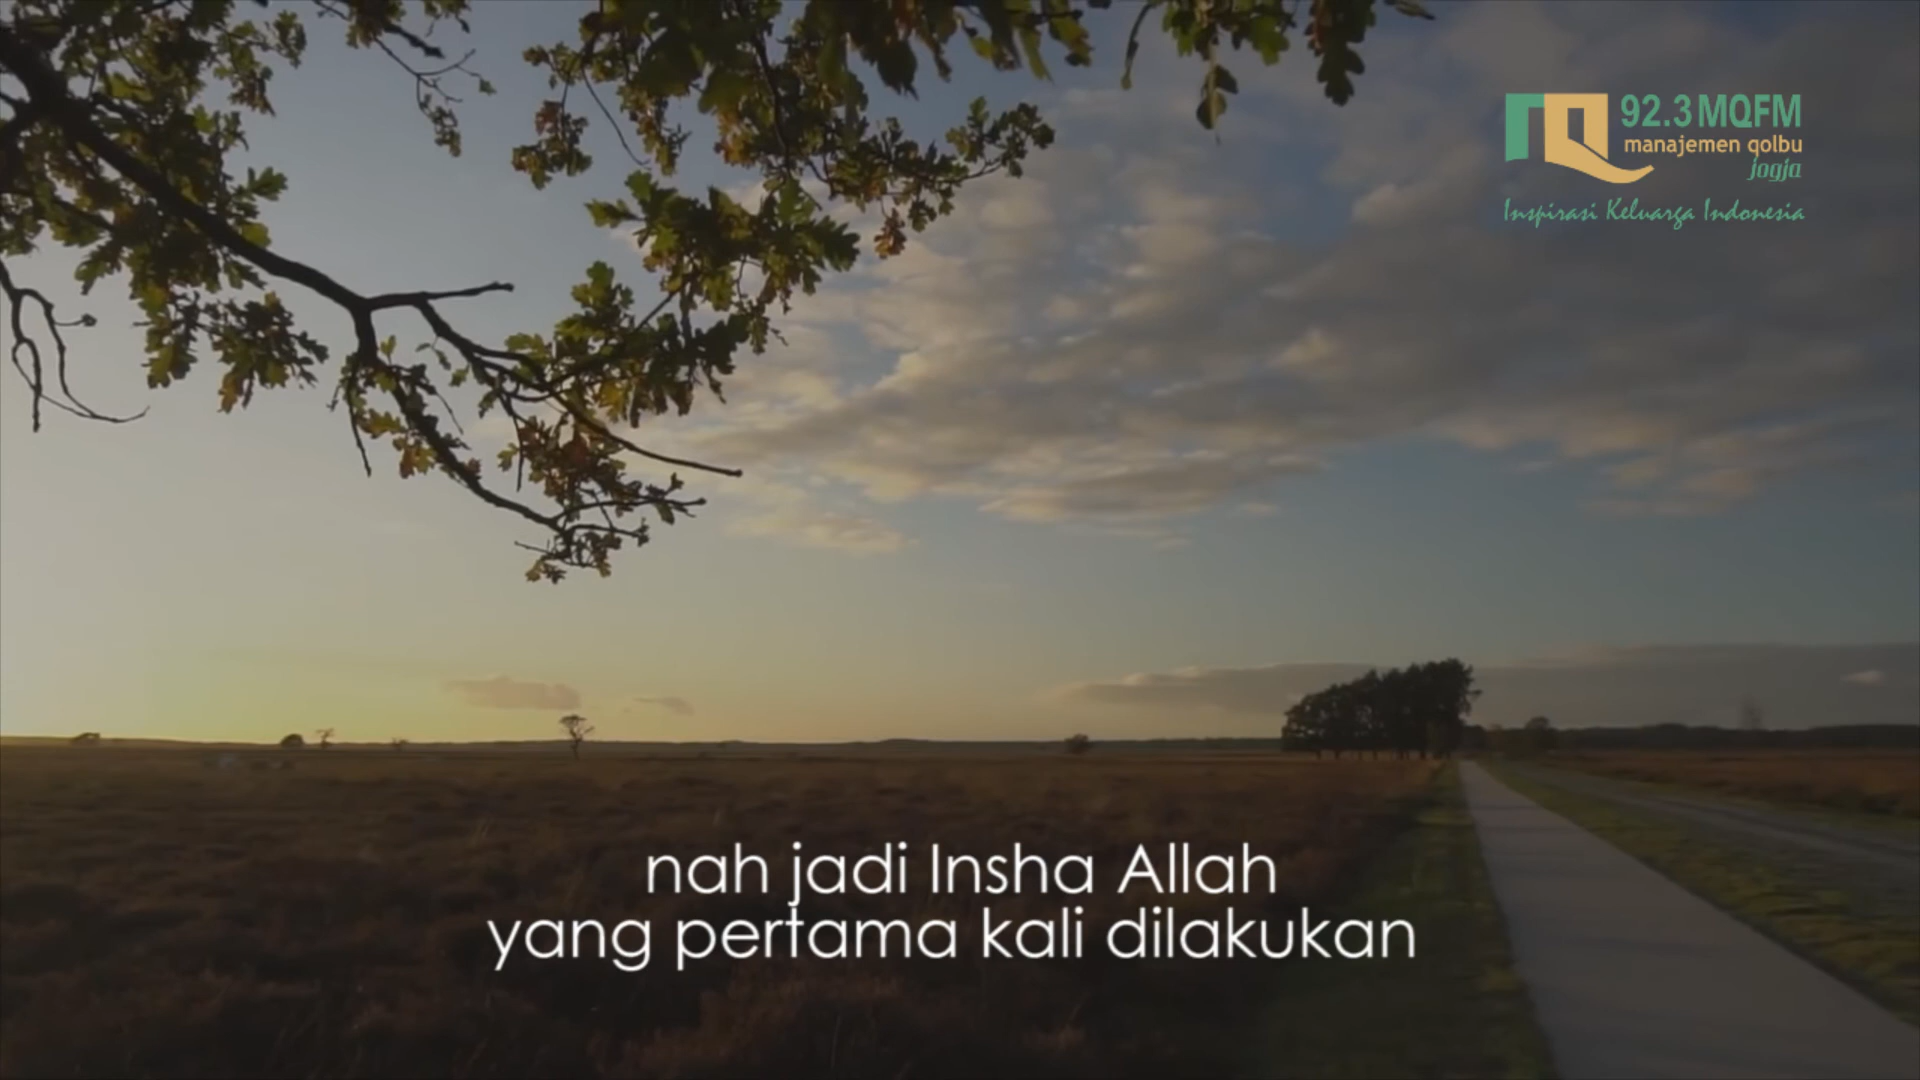 92.3 MQFM
manajemen qolbu
jogja
Inspirasi Keluarga Indonesia
nah jadi Insha Allah
yang pertama kali dilakukan